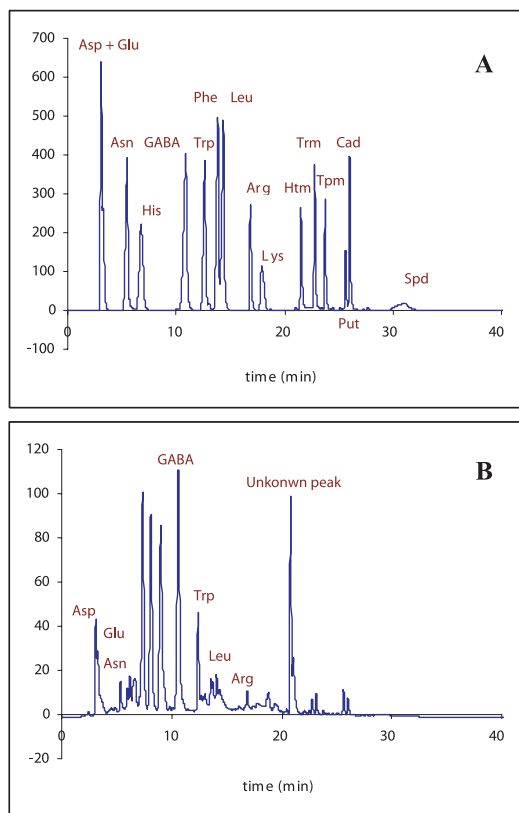 A
700
600
500
400
300
200
100
0
-100
Asp + Glu
Phe Leu
Asn GABA Trp Trm Cad
Tpm
Arg Htm
His
Lys
Spd
Put
0 10 20 30 40
time (min)
B
120
100
80
60
40
20
0
-20
GABA
Unkonwn peak
Trp
Asp
Glu
Asn Leu
Arg
0 10 20 30 40
time (min)